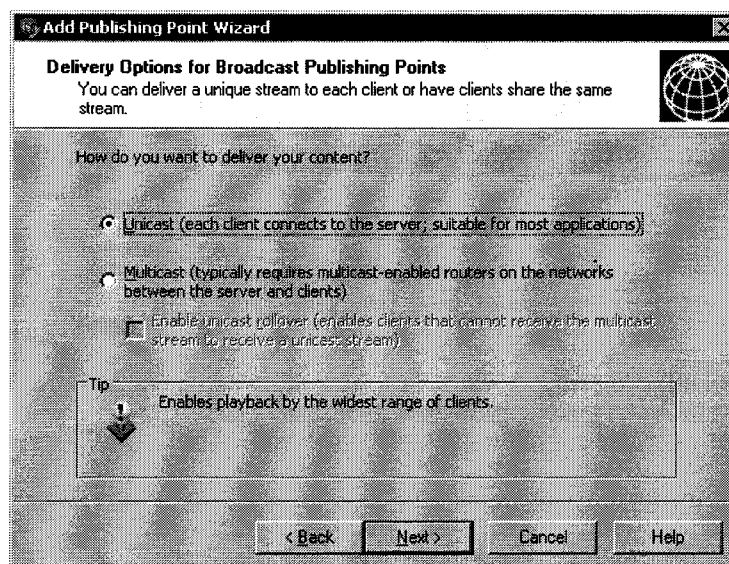 Add Publishing Point Wizard
Delivery Options for Broadcast Publishing Points
You can deliver a unique stream to each client or have clients share the same
stream.
How do you want to deliver your content?
Unicast (each client connects to the server; suitable for most applications)
Multicast (typically requires multicast-enabled routers on the networks
between the server and clients)
Enable unicast rollover (enables clients that cannot receive the multicast
stream to receive a unicast stream)
Tip
Enables playback by the widest range of clients.
< Back
Next >
Cancel
Help